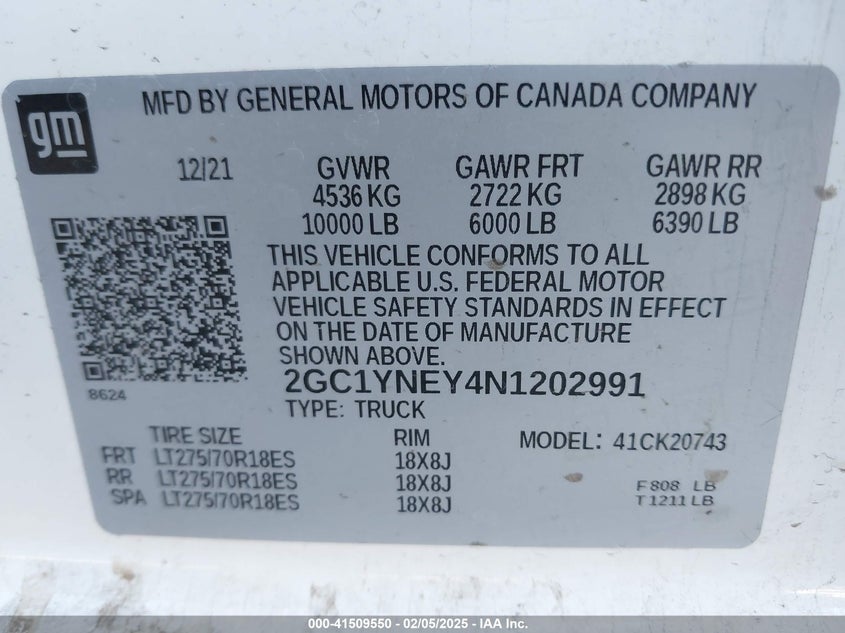 gm
MFD BY GENERAL MOTORS OF CANADA COMPANY
12/21 GVWR GAWR FRT GAWR RR
4536 KG 2722 KG 2898 KG
10000 LB 6000 LB 6390 LB
THIS VEHICLE CONFORMS TO ALL
APPLICABLE U.S. FEDERAL MOTOR
VEHICLE SAFETY STANDARDS IN EFFECT
ON THE DATE OF MANUFACTURE
SHOWN ABOVE.
8624
2GC1YNEY4N1202991
TYPE: TRUCK
TIRE SIZE RIM MODEL: 41CK20743
FRT LT275/70R18ES 18X8J
RR LT275/70R18ES 18X8J F 808 LB
SPA LT275/70R18ES 18X8J T 1211 LB
000-41509550 - 02/05/2025 - IAA Inc.